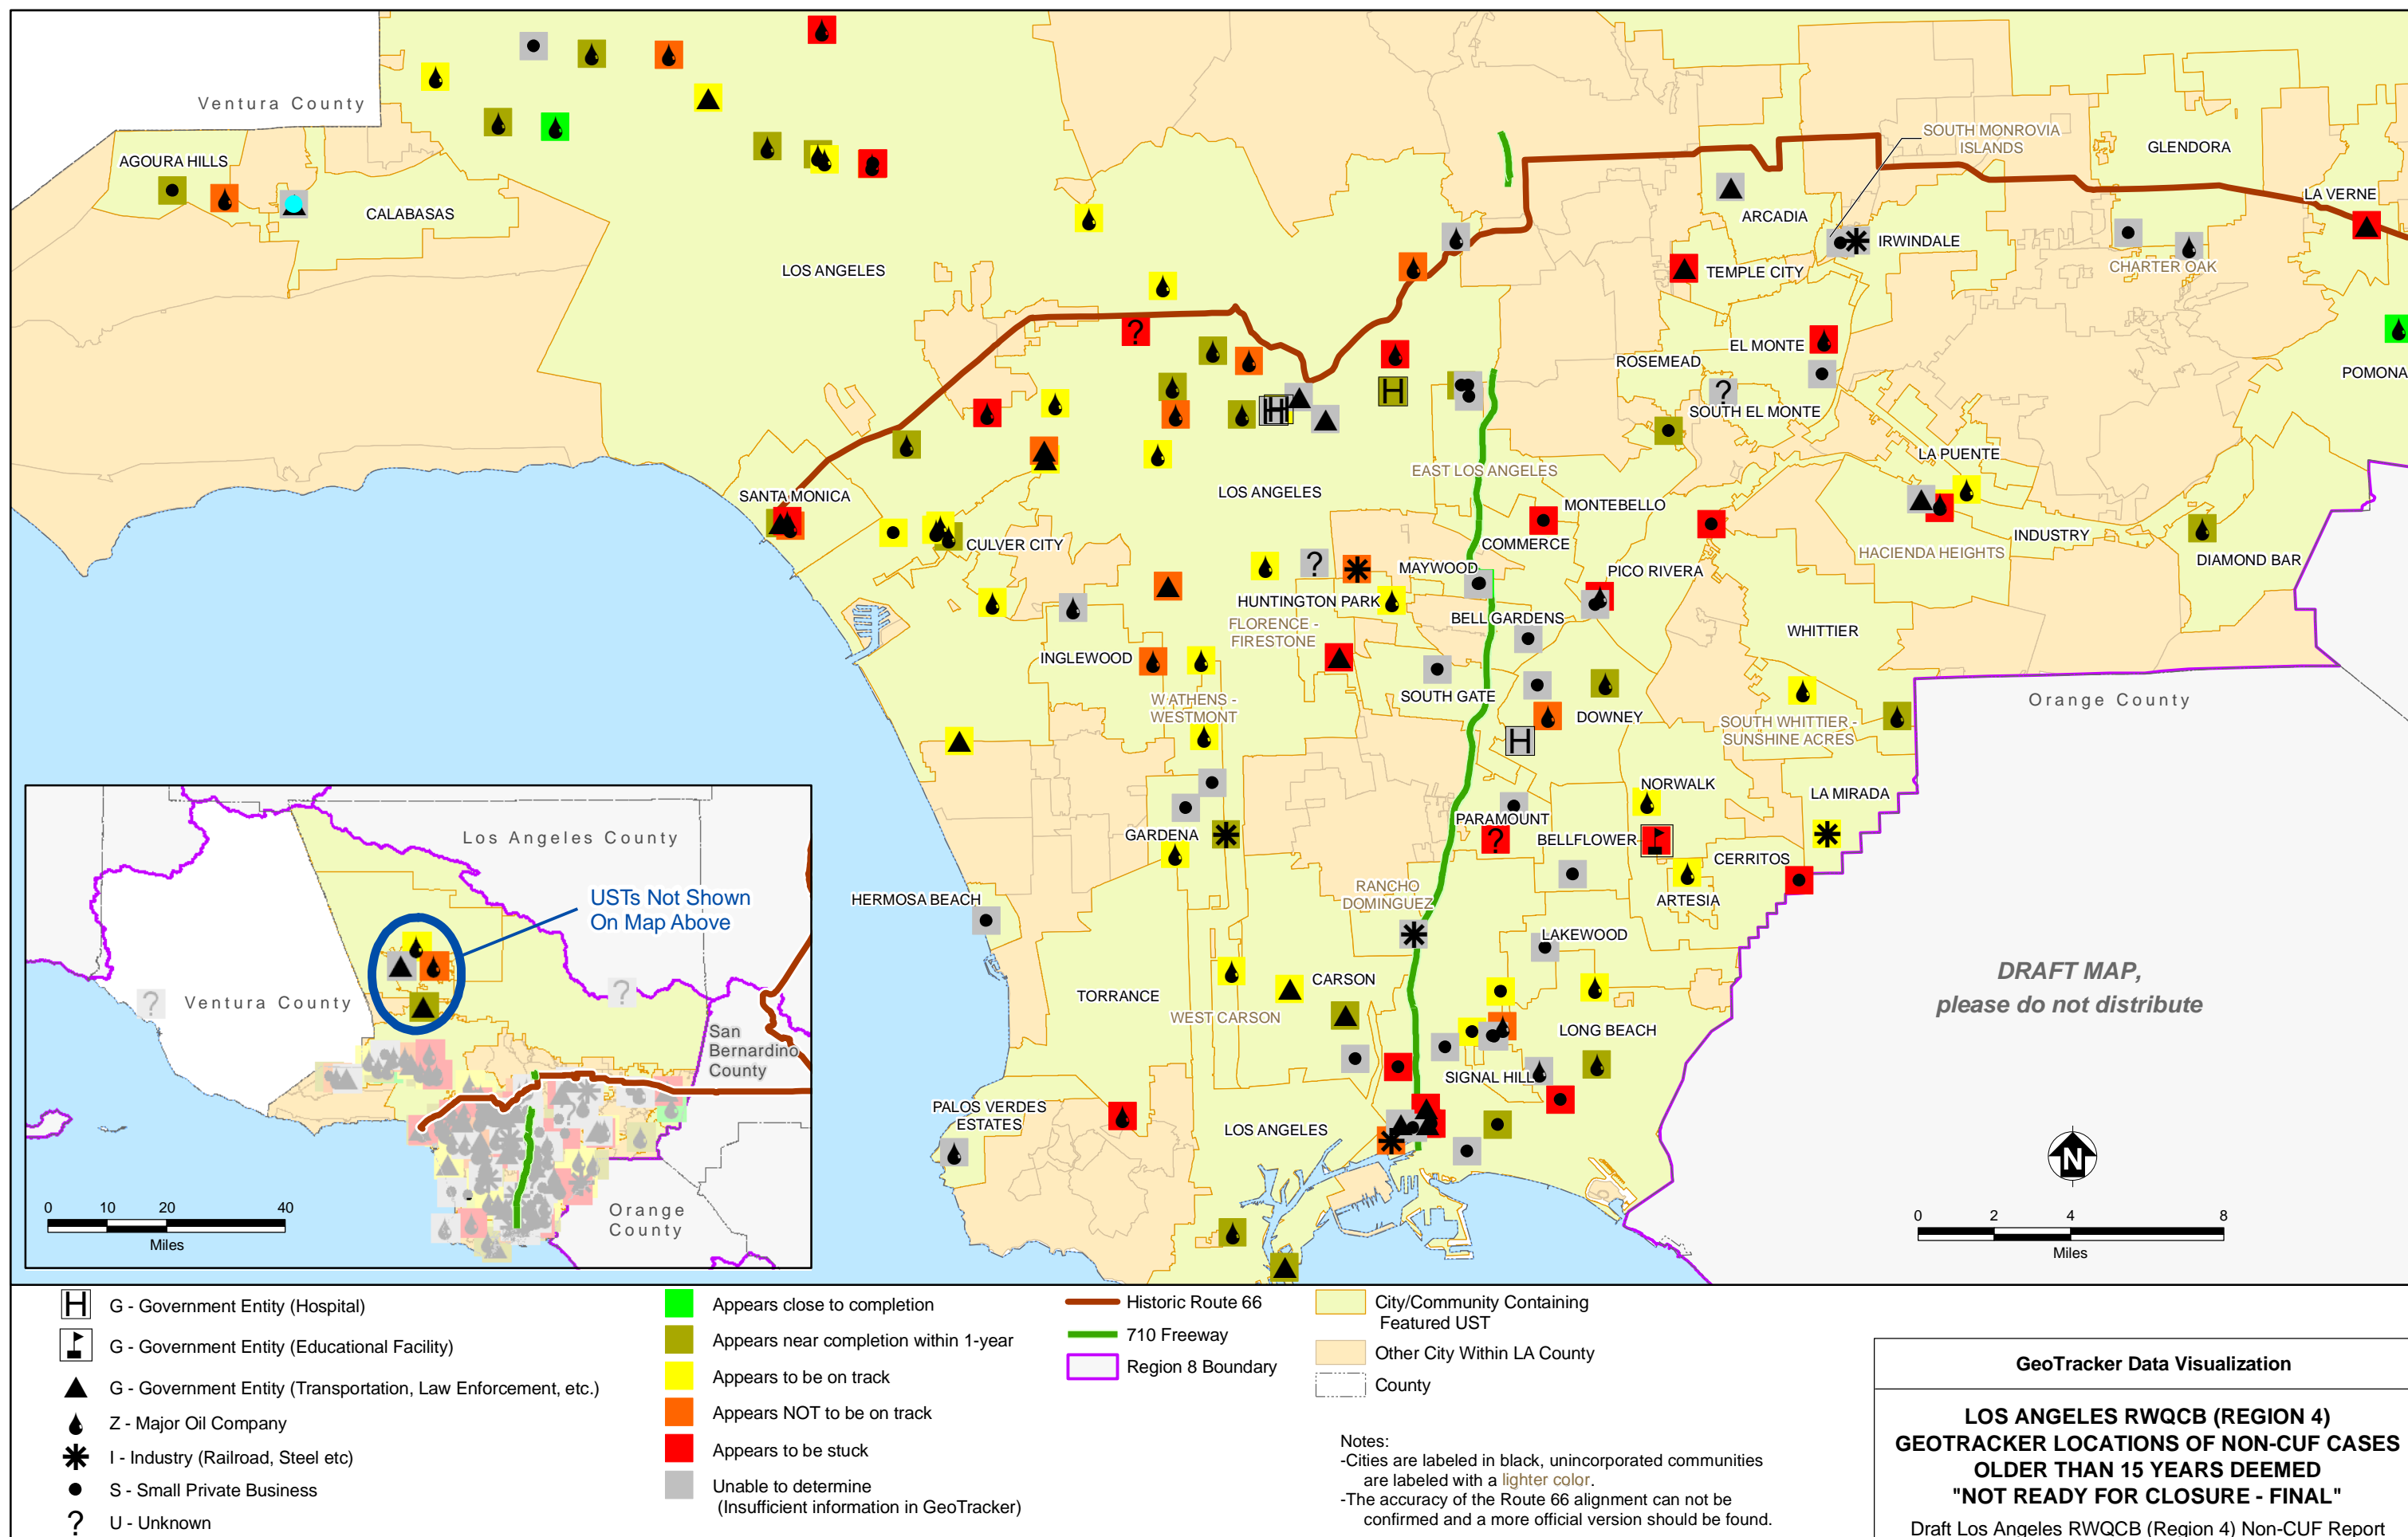 Ventura County
AGOURA HILLS
CALABASAS
LOS ANGELES
SOUTH MONROVIA
ISLANDS
GLENDORA
LA VERNE
ARCADIA
IRWINDALE
TEMPLE CITY
CHARTER OAK
EL MONTE
ROSEMEAD
POMONA
SOUTH EL MONTE
LA PUENTE
EAST LOS ANGELES
SANTA MONICA
LOS ANGELES
MONTEBELLO
CULVER CITY
COMMERCE
INDUSTRY
HACIENDA HEIGHTS
DIAMOND BAR
MAYWOOD
PICO RIVERA
HUNTINGTON PARK
BELL GARDENS
FLORENCE -
FIRESTONE
WHITTIER
INGLEWOOD
SOUTH GATE
W ATHENS -
WESTMONT
DOWNEY
SOUTH WHITTIER -
SUNSHINE ACRES
Orange County
NORWALK
LA MIRADA
PARAMOUNT
GARDENA
BELLFLOWER
CERRITOS
RANCHO
DOMINGUEZ
HERMOSA BEACH
ARTESIA
LAKEWOOD
CARSON
TORRANCE
WEST CARSON
LONG BEACH
SIGNAL HILL
PALOS VERDES
ESTATES
LOS ANGELES
DRAFT MAP,
please do not distribute
N
0 2 4 8
Miles
Los Angeles County
USTs Not Shown
On Map Above
Ventura County
San
Bernardino
County
Orange
County
0 10 20 40
Miles
H G - Government Entity (Hospital)
G - Government Entity (Educational Facility)
G - Government Entity (Transportation, Law Enforcement, etc.)
Z - Major Oil Company
I - Industry (Railroad, Steel etc)
S - Small Private Business
? U - Unknown
Appears close to completion
Appears near completion within 1-year
Appears to be on track
Appears NOT to be on track
Appears to be stuck
Unable to determine
(Insufficient information in GeoTracker)
Historic Route 66
710 Freeway
Region 8 Boundary
City/Community Containing
Featured UST
Other City Within LA County
County
Notes:
-Cities are labeled in black, unincorporated communities
are labeled with a lighter color.
-The accuracy of the Route 66 alignment can not be
confirmed and a more official version should be found.
GeoTracker Data Visualization
LOS ANGELES RWQCB (REGION 4)
GEOTRACKER LOCATIONS OF NON-CUF CASES
OLDER THAN 15 YEARS DEEMED
"NOT READY FOR CLOSURE - FINAL"
Draft Los Angeles RWQCB (Region 4) Non-CUF Report